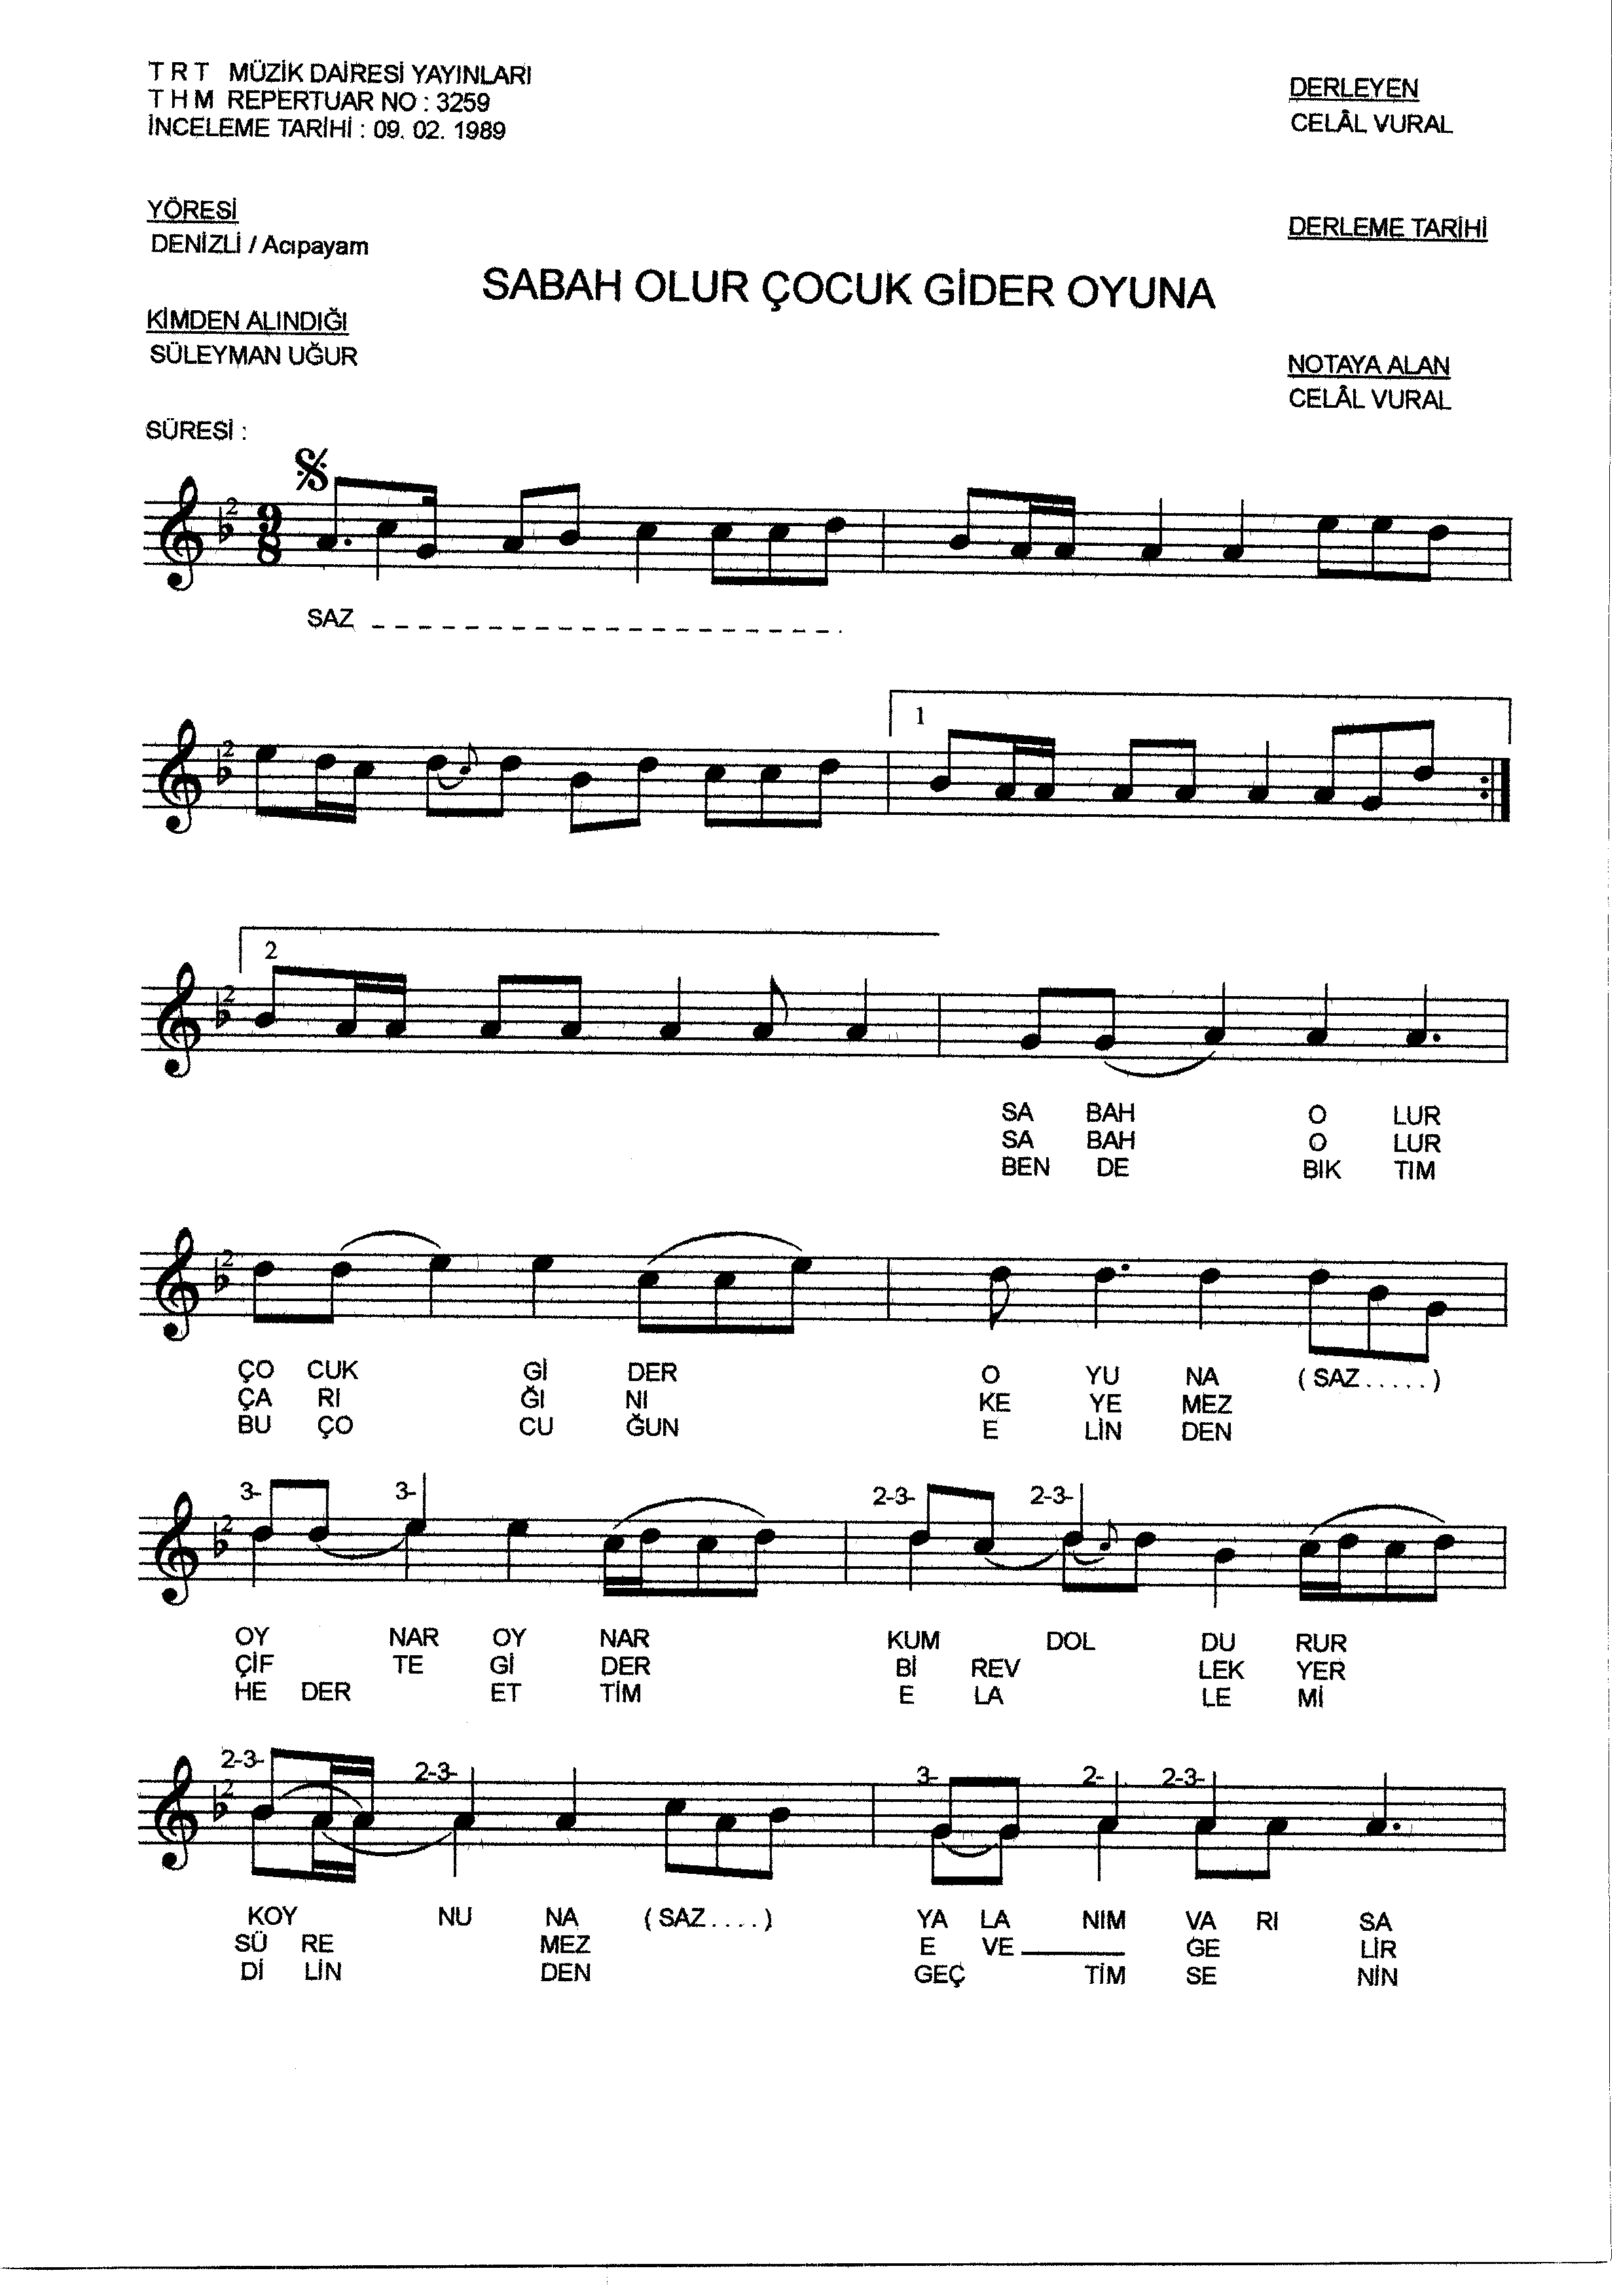 T R T MÜZİK DAİRESİ YAYINLARI
T H M REPERTUAR NO : 3259
İNCELEME TARİHİ : 09. 02. 1989
DERLEYEN
CELÂL VURAL
YÖRESİ
DENİZLİ / Acıpayam
DERLEME TARİHİ
SABAH OLUR ÇOCUK GİDER OYUNA
KİMDEN ALINDIĞI
SÜLEYMAN UĞUR
NOTAYA ALAN
CELÂL VURAL
SÜRESİ :
2 9 8
SAZ _ _ _ _ _ _ _ _ _ _ _ _ _ _ _ _ _ _ _ _
2 1
2 2
SA BAH O LUR
SA BAH O LUR
BEN DE BIK TIM
2
ÇO CUK Gİ DER O YU NA ( SAZ . . . . . )
ÇA RI ĞI NI KE YE MEZ
BU ÇO CU ĞUN E LİN DEN
2 3- 3- 2-3- 2-3-
OY NAR OY NAR KUM DOL DU RUR
ÇİF TE Gİ DER Bİ REV LEK YER
HE DER ET TİM E LA LE Mİ
2 2-3- 2-3- 3- 2- 2-3-
KOY NU NA ( SAZ . . . . ) YA LA NIM VA RI SA
SÜ RE MEZ E VE GE LİR
Dİ LİN DEN GEÇ TİM SE NİN